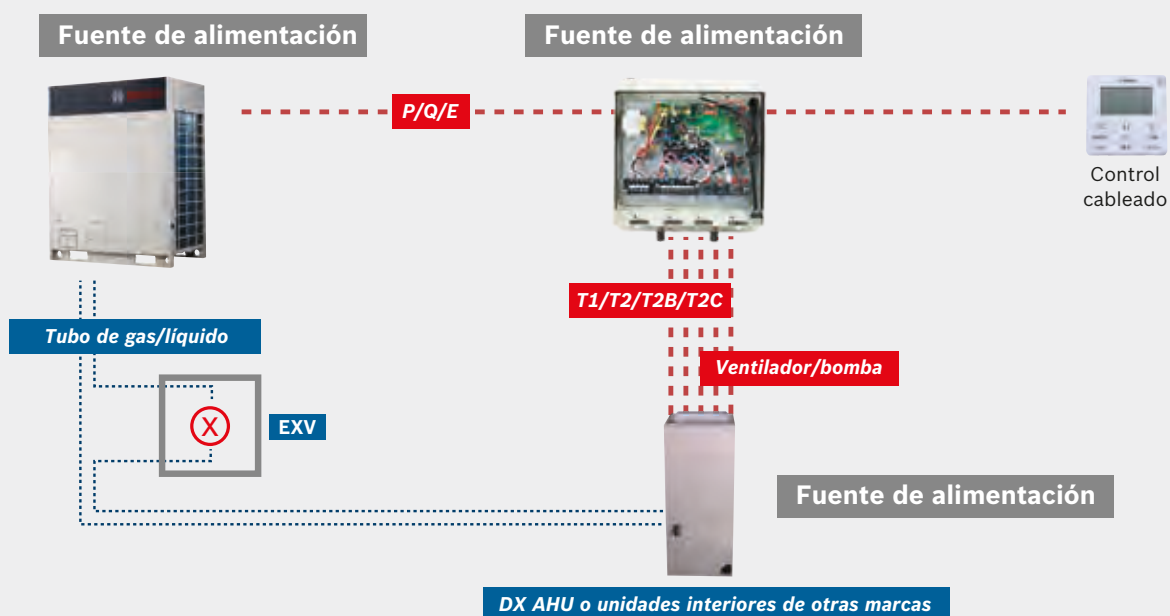 Fuente de alimentación
Fuente de alimentación
P/Q/E
Control
cableado
T1/T2/T2B/T2C
Tubo de gas/líquido
Ventilador/bomba
X
EXV
Fuente de alimentación
DX AHU o unidades interiores de otras marcas